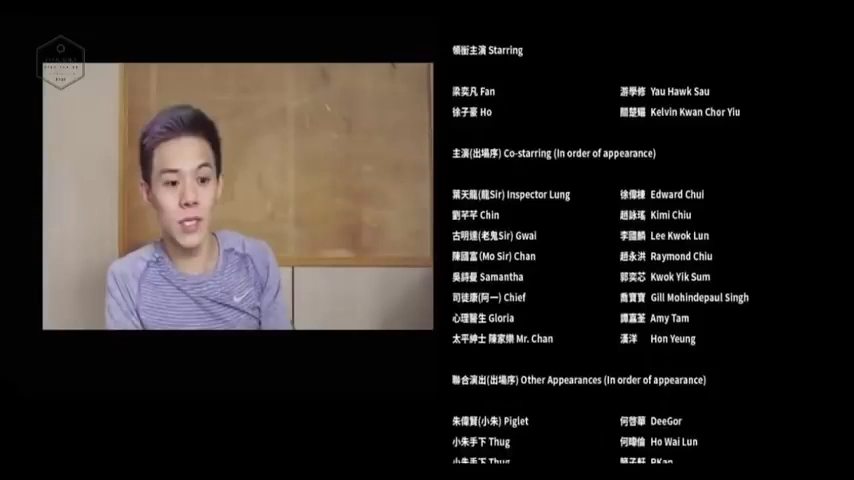 領銜主演 Starring
梁奕凡 Fan 游學修 Yau Hawk Sau
徐子豪 Ho 關楚耀 Kelvin Kwan Chor Yiu
主演(出場序) Co-starring (In order of appearance)
葉天龍(龍Sir) Inspector Lung 徐偉棟 Edward Chui
劉芊芊 Chin 趙詠瑤 Kimi Chiu
古明達(老鬼Sir) Gwai 李國麟 Lee Kwok Lun
陳國富(Mo Sir) Chan 趙永洪 Raymond Chiu
吳詩曼 Samantha 郭奕芯 Kwok Yik Sum
司徒康(阿一) Chief 喬寶寶 Gill Mohindepaul Singh
心理醫生 Gloria 譚嘉荃 Amy Tam
太平紳士 陳家樂 Mr. Chan 漢洋 Hon Yeung
聯合演出(出場序) Other Appearances (In order of appearance)
朱偉賢(小朱) Piglet 何啓華 DeeGor
小朱手下 Thug 何暐倫 Ho Wai Lun
小朱手下 Thug